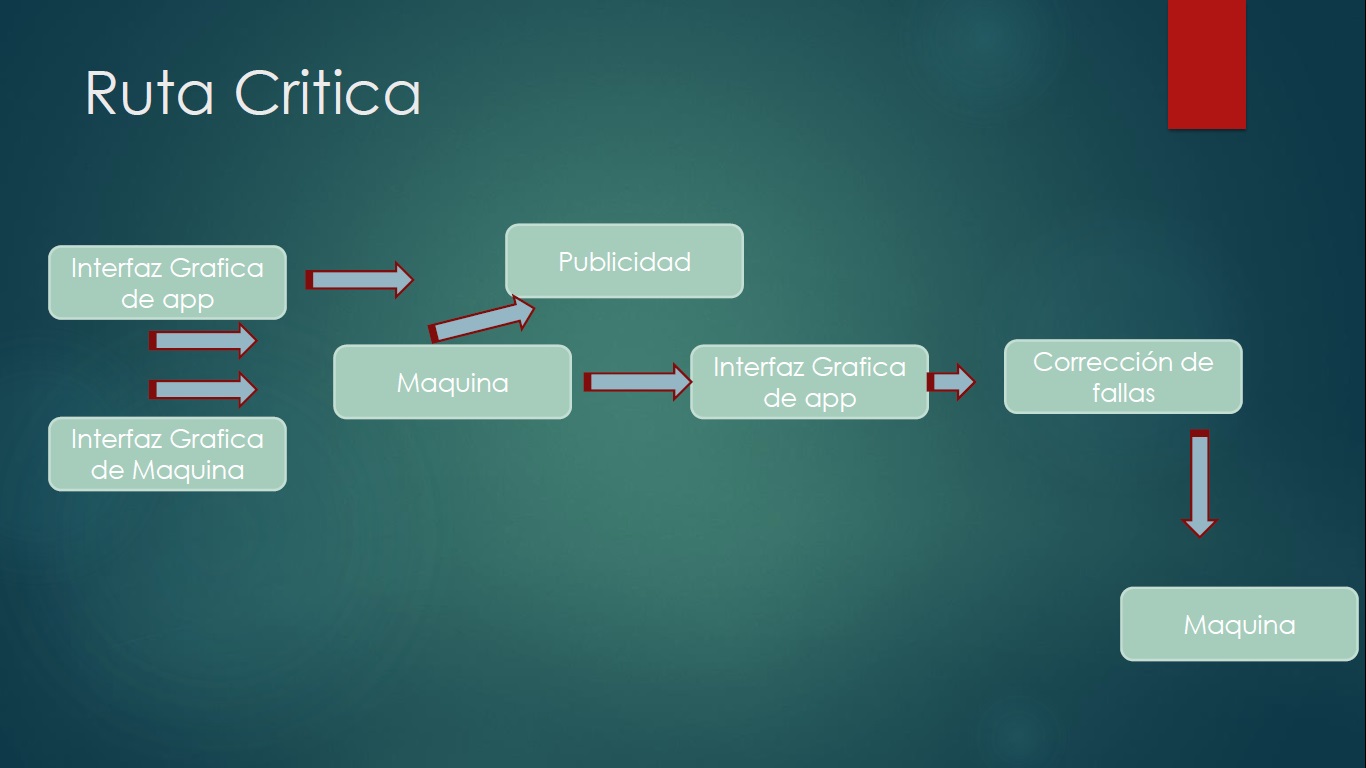 Ruta Critica
Interfaz Grafica
de app
Publicidad
Maquina
Interfaz Grafica
de app
Corrección de
fallas
Interfaz Grafica
de Maquina
Maquina